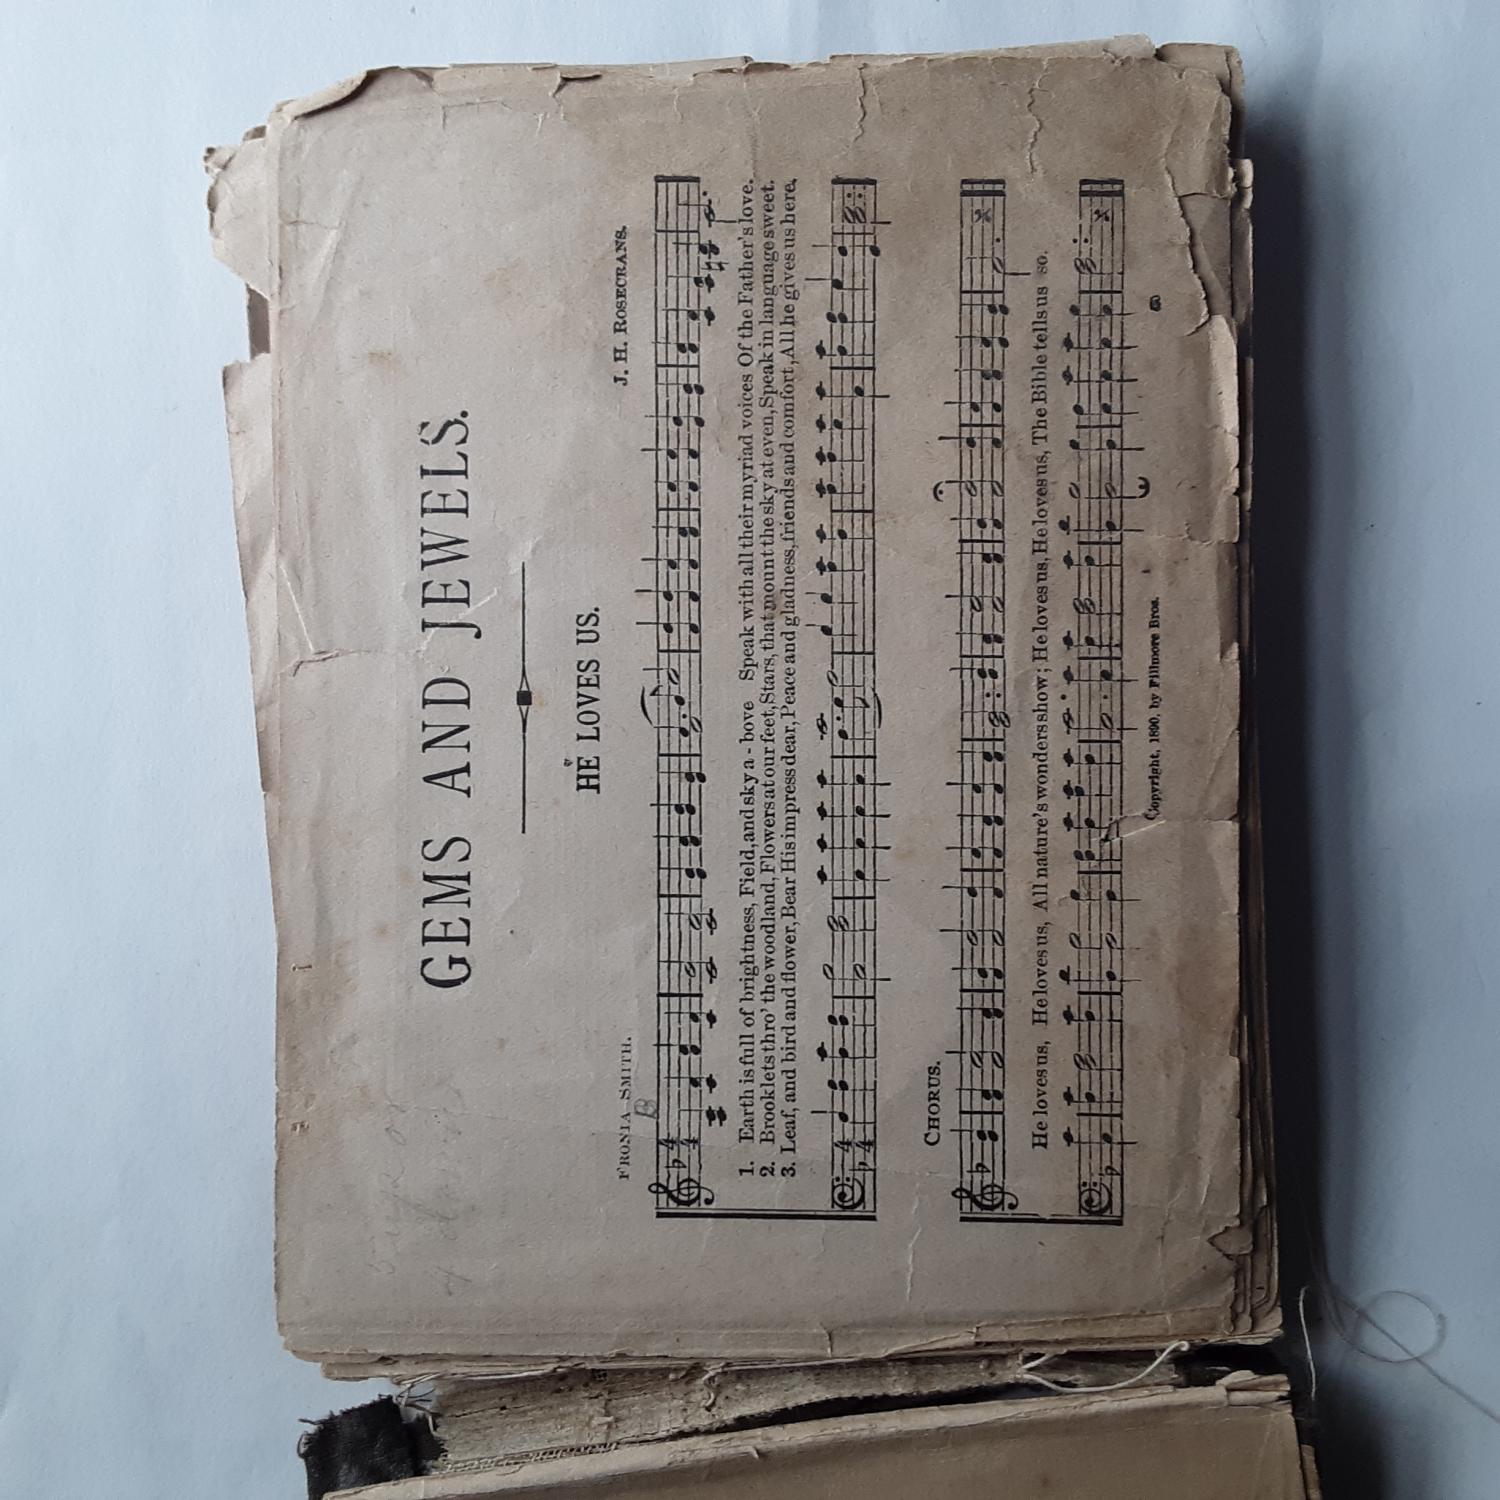 GEMS AND JEWELS.
HE LOVES US.
FRONIA SMITH. J. H. ROSECRANS.
B
1. Earth is full of brightness, Field, and sky a - bove Speak with all their myriad voices Of the Father's love.
2. Brooklets thro' the woodland, Flowers at our feet, Stars, that mount the sky at even, Speak in language sweet.
3. Leaf, and bird and flower, Bear His impress dear, Peace and gladness, friends and comfort, All he gives us here.
CHORUS.
He loves us, He loves us, All nature's wonders show; He loves us, He loves us, He loves us, The Bible tells us so.
Copyright, 1890, by Fillmore Bros.